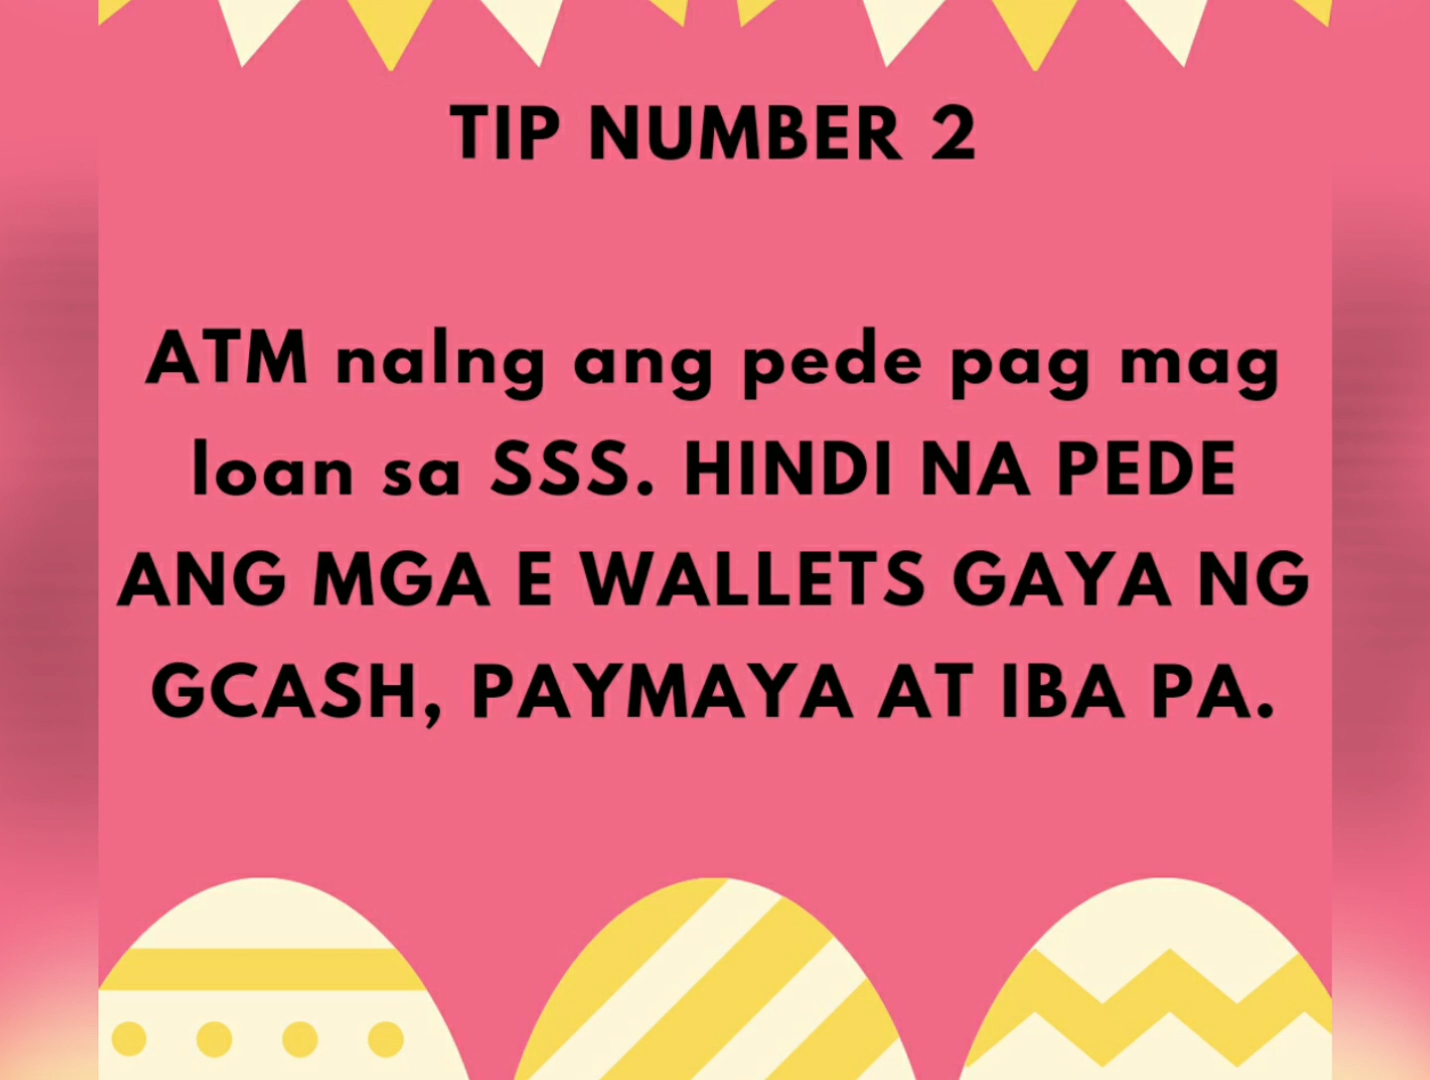 TIP NUMBER 2
ATM nalng ang pede pag mag
loan sa SSS. HINDI NA PEDE
ANG MGA E WALLETS GAYA NG
GCASH, PAYMAYA AT IBA PA.